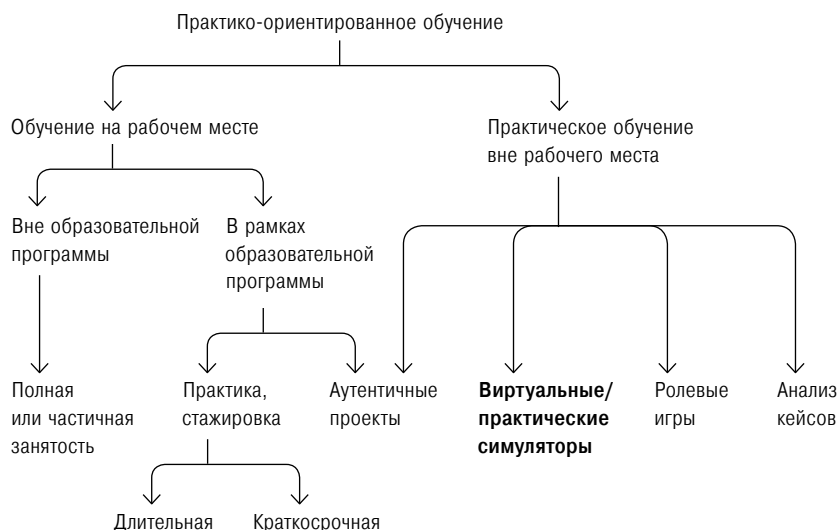 Практико-ориентированное обучение
Обучение на рабочем месте
Практическое обучение
вне рабочего места
Вне образовательной
программы
В рамках
образовательной
программы
Полная
или частичная
занятость
Практика,
стажировка
Аутентичные
проекты
Виртуальные/
практические
симуляторы
Ролевые
игры
Анализ
кейсов
Длительная
Краткосрочная